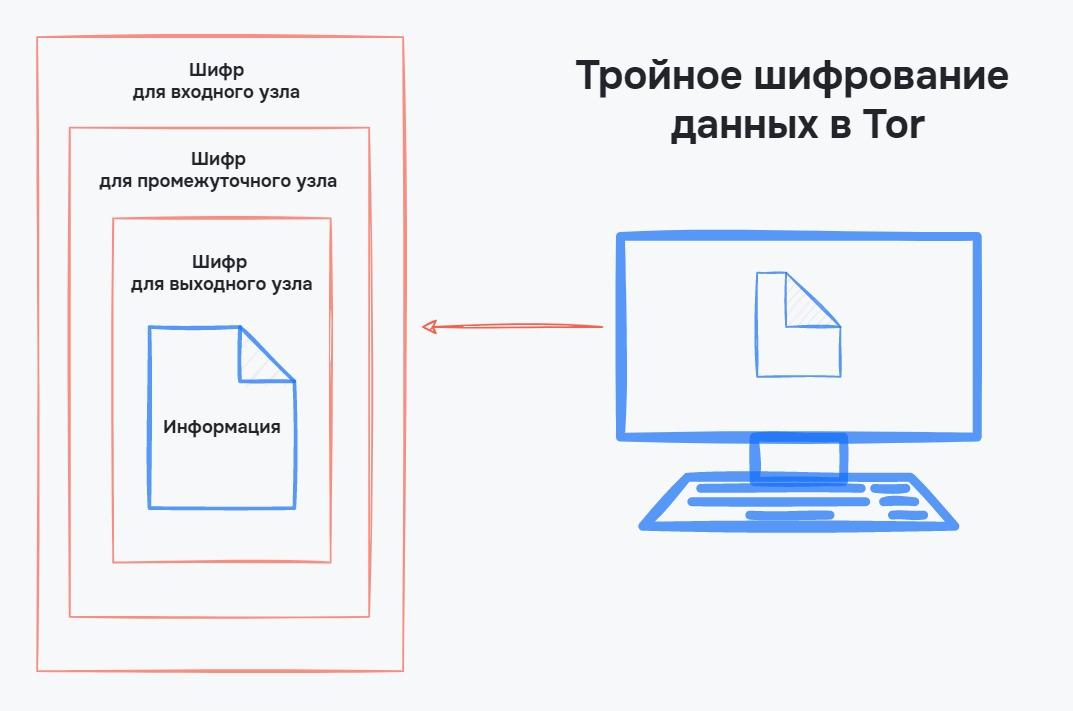 Тройное шифрование
данных в Tor
Шифр
для входного узла
Шифр
для промежуточного узла
Шифр
для выходного узла
Информация